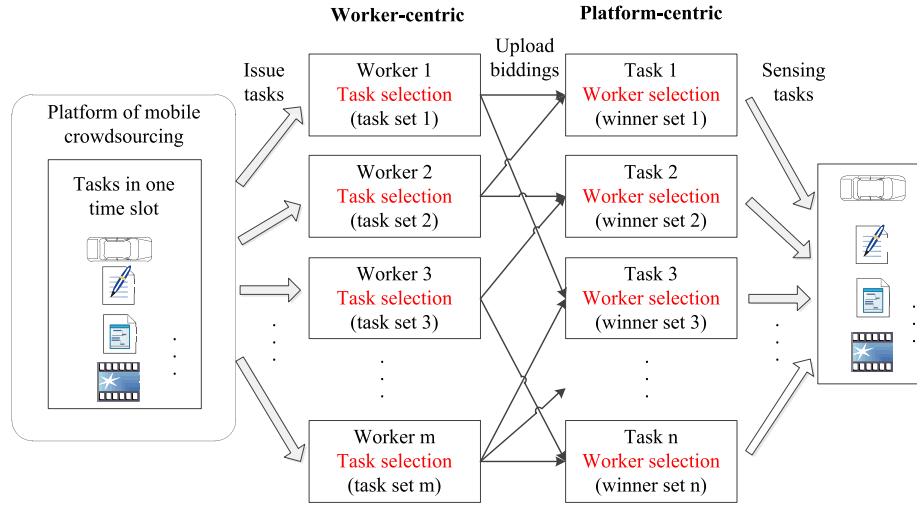 Worker-centric
Platform-centric
Issue
tasks
Upload
biddings
Sensing
tasks
Platform of mobile
crowdsourcing
Tasks in one
time slot
Worker 1
Task selection
(task set 1)
Worker 2
Task selection
(task set 2)
Worker 3
Task selection
(task set 3)
Worker m
Task selection
(task set m)
Task 1
Worker selection
(winner set 1)
Task 2
Worker selection
(winner set 2)
Task 3
Worker selection
(winner set 3)
Task n
Worker selection
(winner set n)